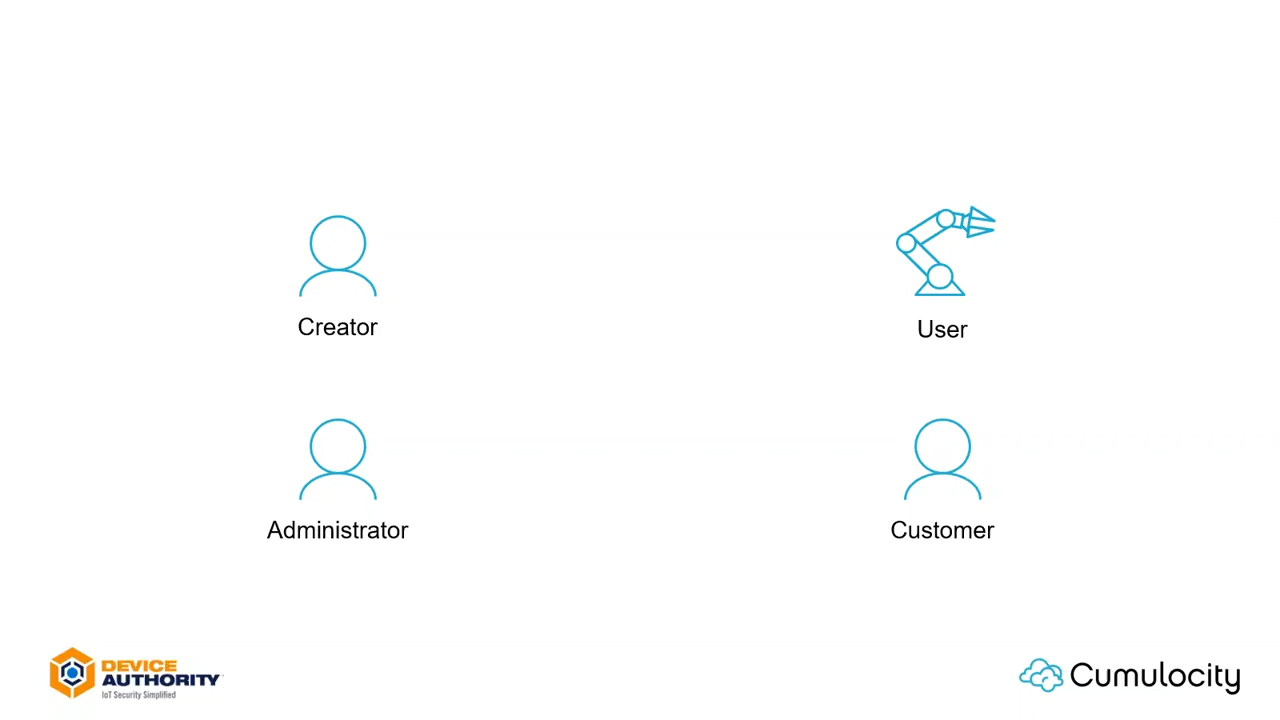 Creator
User
Administrator
Customer
DEVICE
AUTHORITY
IoT Security Simplified
Cumulocity